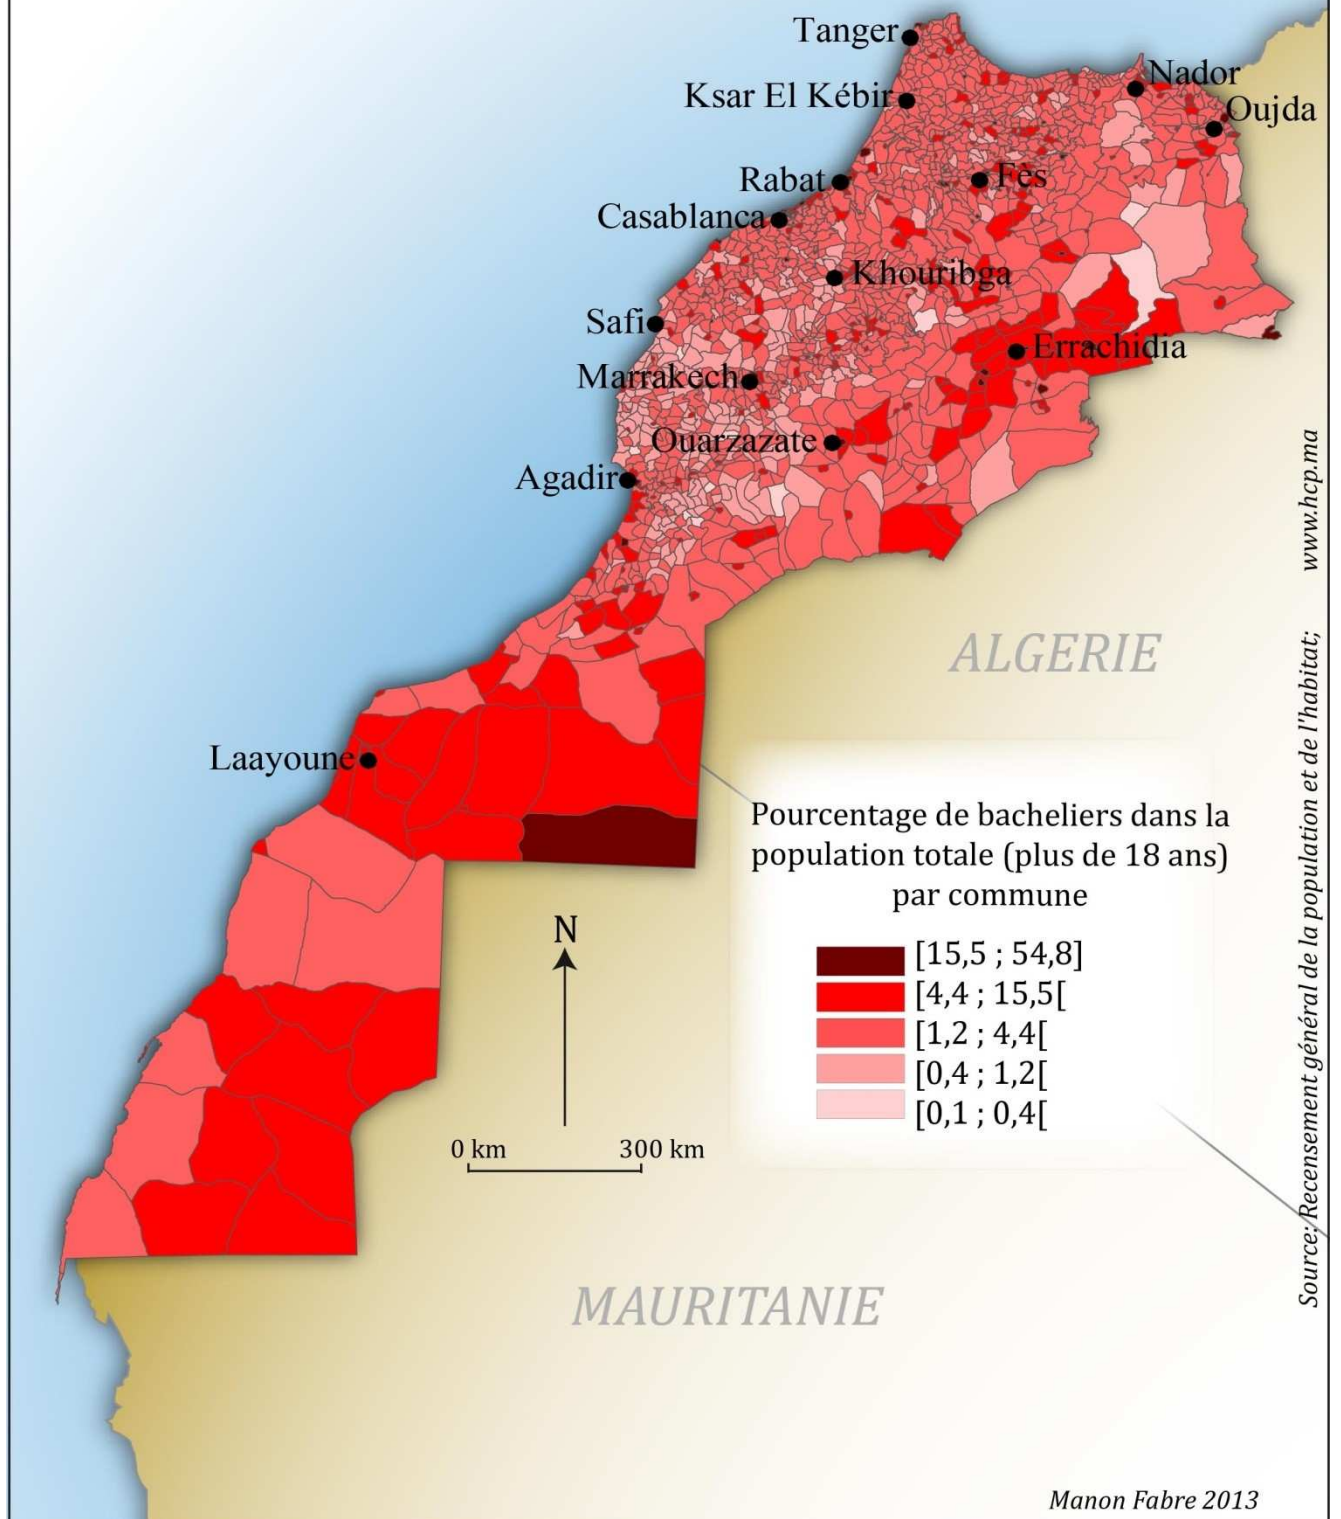 Tanger
Nador
Ksar El Kébir
Oujda
Rabat
Fès
Casablanca
Khouribga
Safi
Errachidia
Marrakech
Ouarzazate
Agadir
ALGERIE
Laayoune
Pourcentage de bacheliers dans la
population totale (plus de 18 ans)
par commune
[15,5 ; 54,8]
[4,4 ; 15,5[
[1,2 ; 4,4[
[0,4 ; 1,2[
[0,1 ; 0,4[
N
0 km 300 km
MAURITANIE
Source: Recensement général de la population et de l'habitat; www.hcp.ma
Manon Fabre 2013